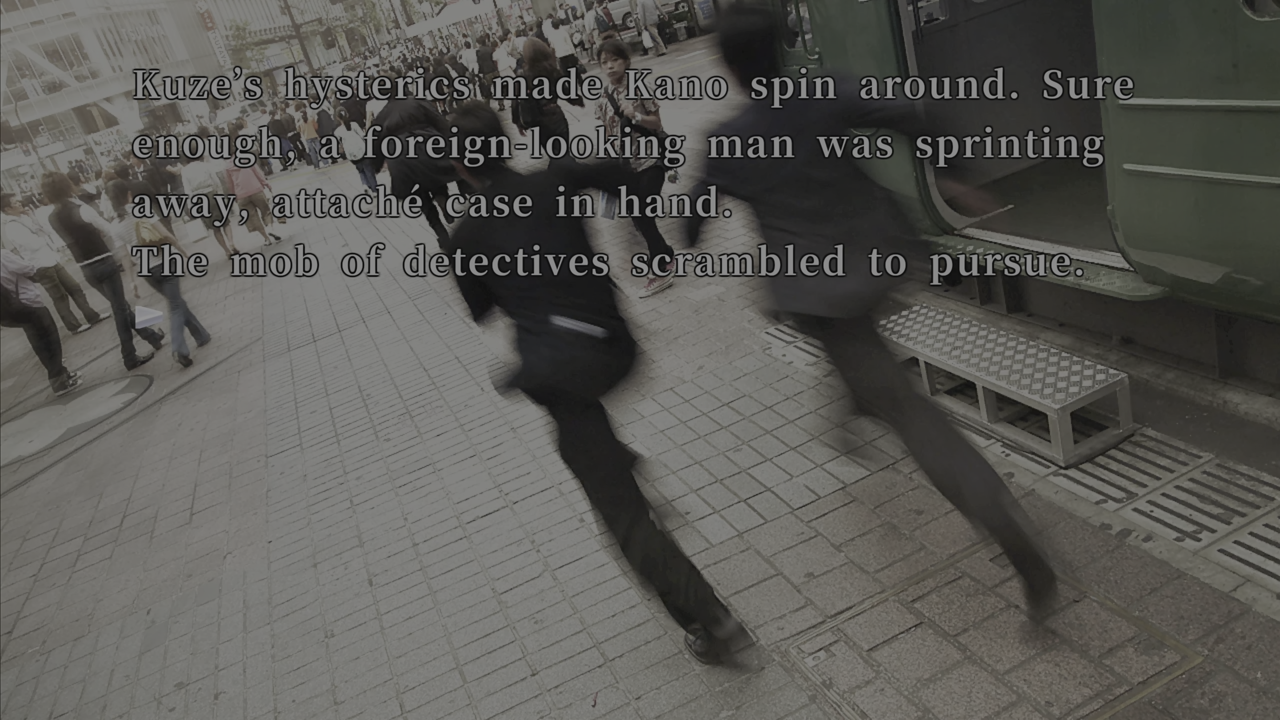 Kuze’s hysterics made Kano spin around. Sure
enough, a foreign-looking man was sprinting
away, attaché case in hand.
The mob of detectives scrambled to pursue.